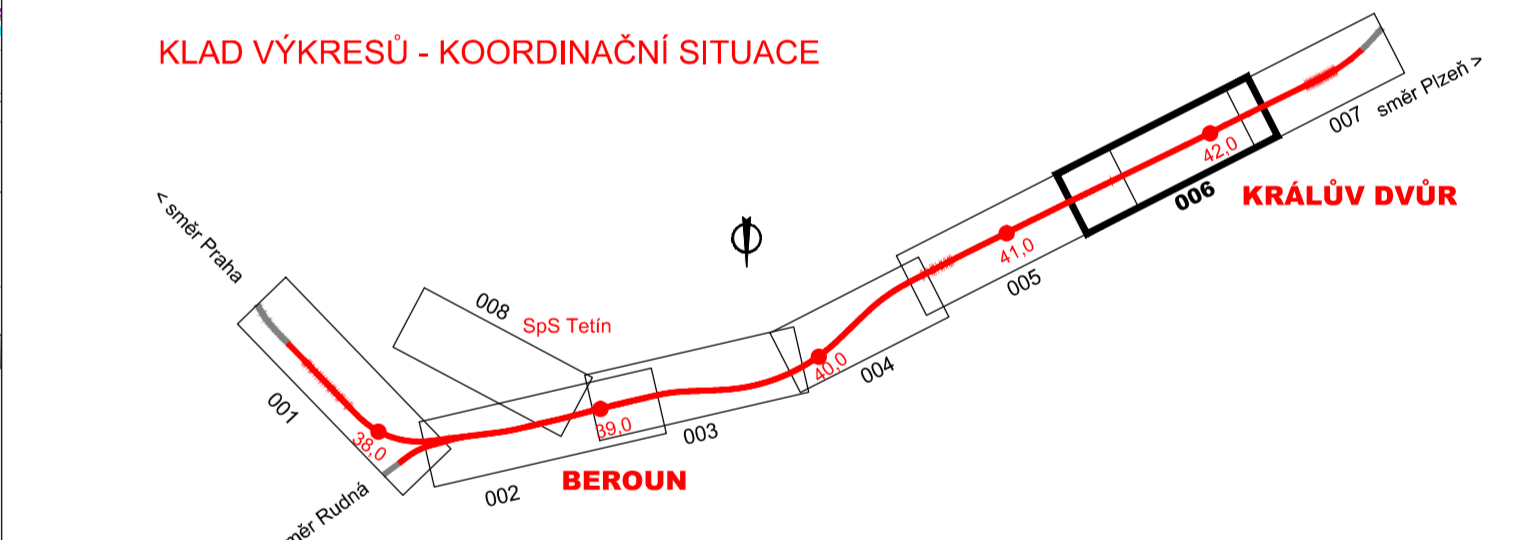 KLAD VÝKRESŮ - KOORDINAČNÍ SITUACE
směr Plzeň >
007
42,0
006
KRÁLŮV DVŮR
< směr Praha
41,0
005
008
SpS Tetín
40,0
004
001
38,0
39,0
003
002
BEROUN
Rudná